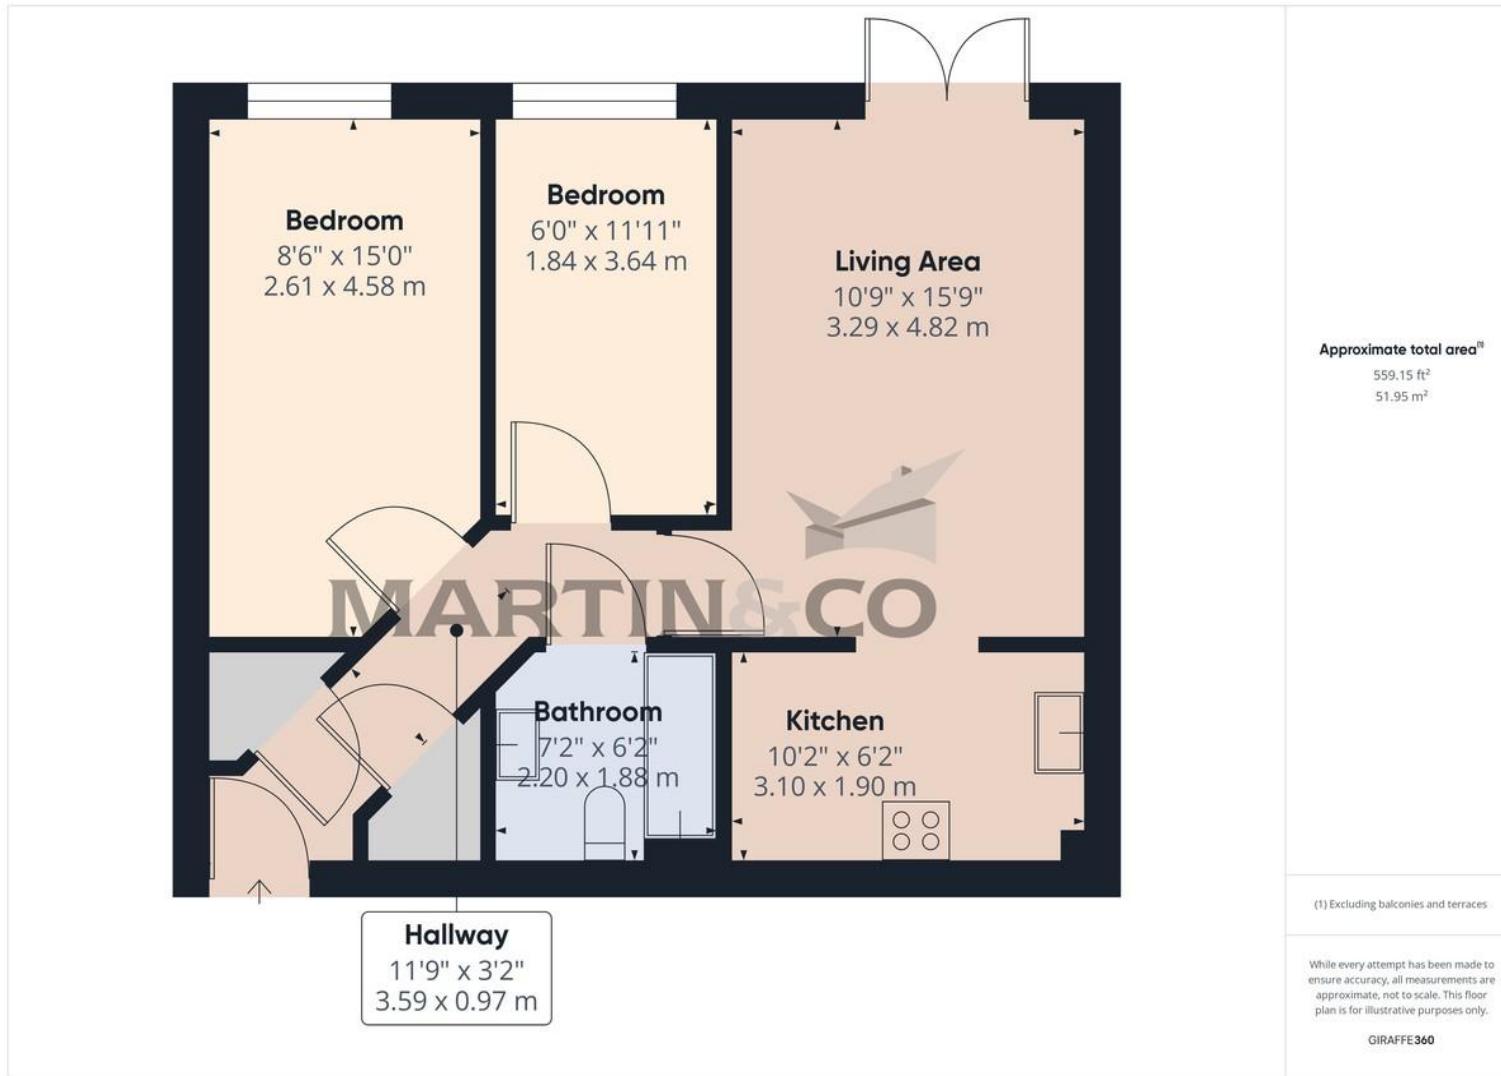 Bedroom
8'6" x 15'0"
2.61 x 4.58 m
Bedroom
6'0" x 11'11"
1.84 x 3.64 m
Living Area
10'9" x 15'9"
3.29 x 4.82 m
MARTIN&CO
Bathroom
7'2" x 6'2"
2.20 x 1.88 m
Kitchen
10'2" x 6'2"
3.10 x 1.90 m
Hallway
11'9" x 3'2"
3.59 x 0.97 m
Approximate total area(1)
559.15 ft²
51.95 m²
(1) Excluding balconies and terraces
While every attempt has been made to
ensure accuracy, all measurements are
approximate, not to scale. This floor
plan is for illustrative purposes only.
GIRAFFE360